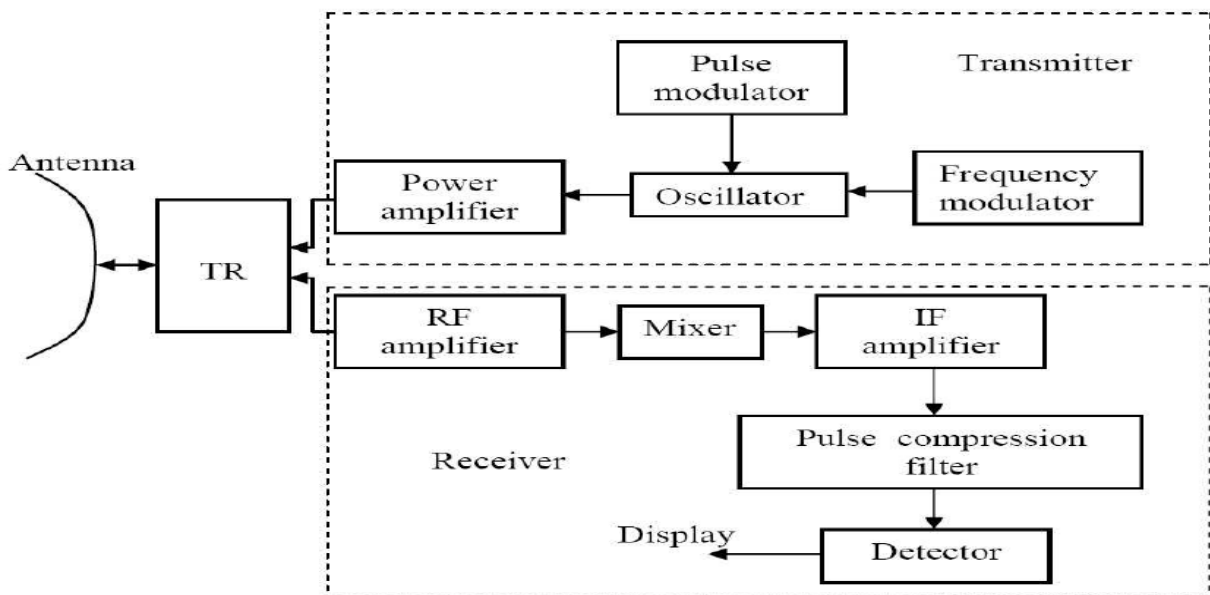 Pulse
modulator
Transmitter
Antenna
Power
amplifier
Oscillator
Frequency
modulator
TR
RF
amplifier
Mixer
IF
amplifier
Pulse compression
filter
Receiver
Display
Detector